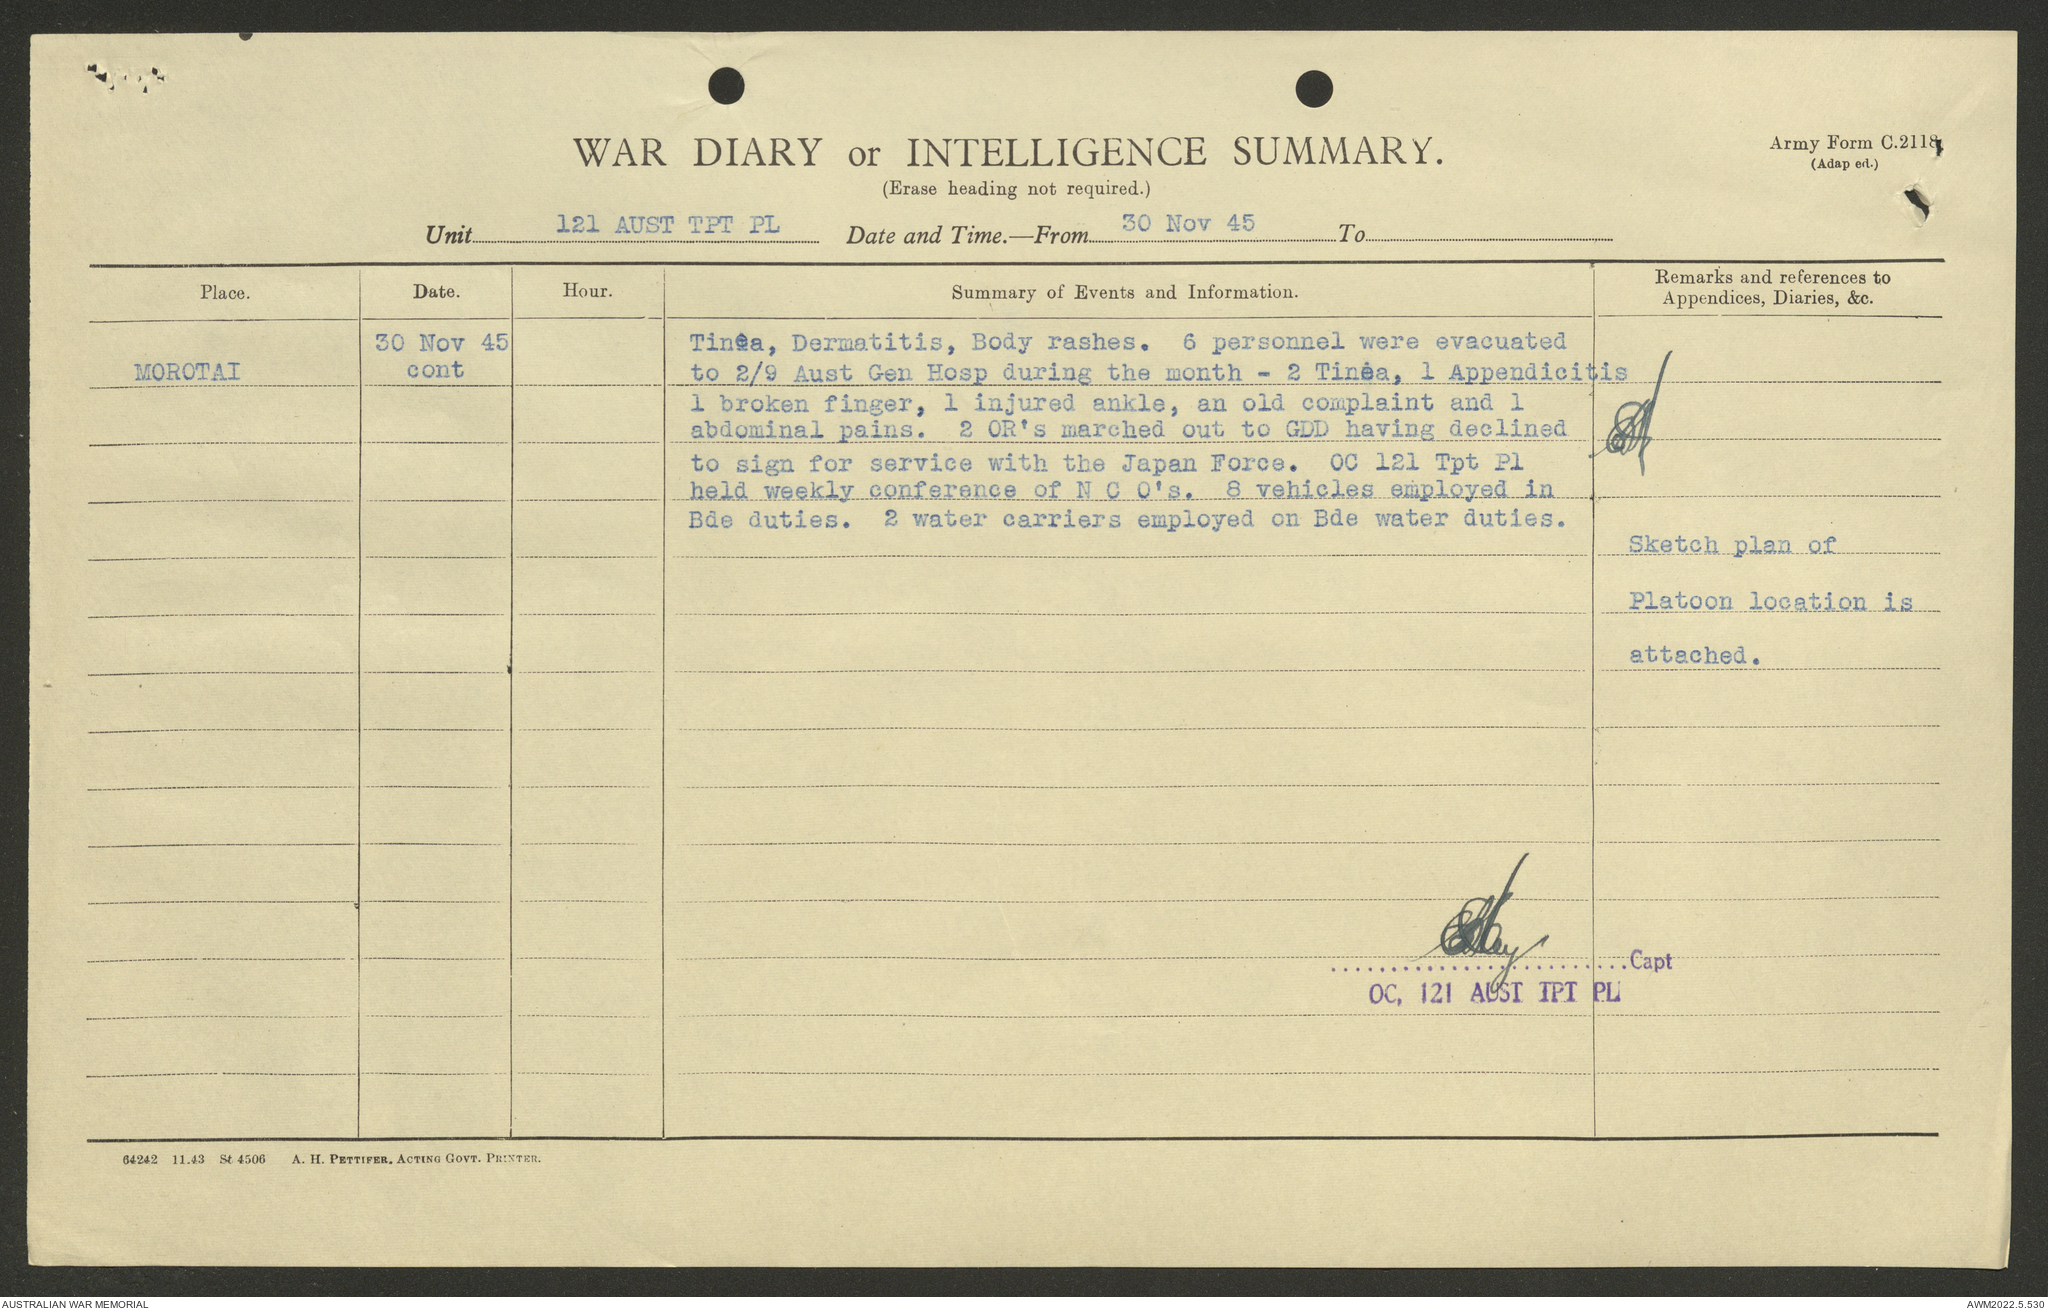 WAR DIARY or INTELLIGENCE SUMMARY.
(Erase heading not required.)
Army Form C.2118
(Adap ed.)
Unit 121 AUST TPT PL Date and Time.—From 30 Nov 45 To
Place.
Date.
Hour.
Summary of Events and Information.
Remarks and references to
Appendices, Diaries, &c.
MOROTAI
30 Nov 45
cont
Tinea, Dermatitis, Body rashes. 6 personnel were evacuated
to 2/9 Aust Gen Hosp during the month - 2 Tinea, 1 Appendicitis
1 broken finger, 1 injured ankle, an old complaint and 1
abdominal pains. 2 OR's marched out to GDD having declined
to sign for service with the Japan Force. OC 121 Tpt Pl
held weekly conference of N C O's. 8 vehicles employed in
Bde duties. 2 water carriers employed on Bde water duties.
Sketch plan of
Platoon location is
attached.
Capt
OC, 121 AUST TPT PL
64242 11.43 St 4506 A. H. PETTIFER, ACTING GOVT. PRINTER.
AUSTRALIAN WAR MEMORIAL
AWM2022.5.530